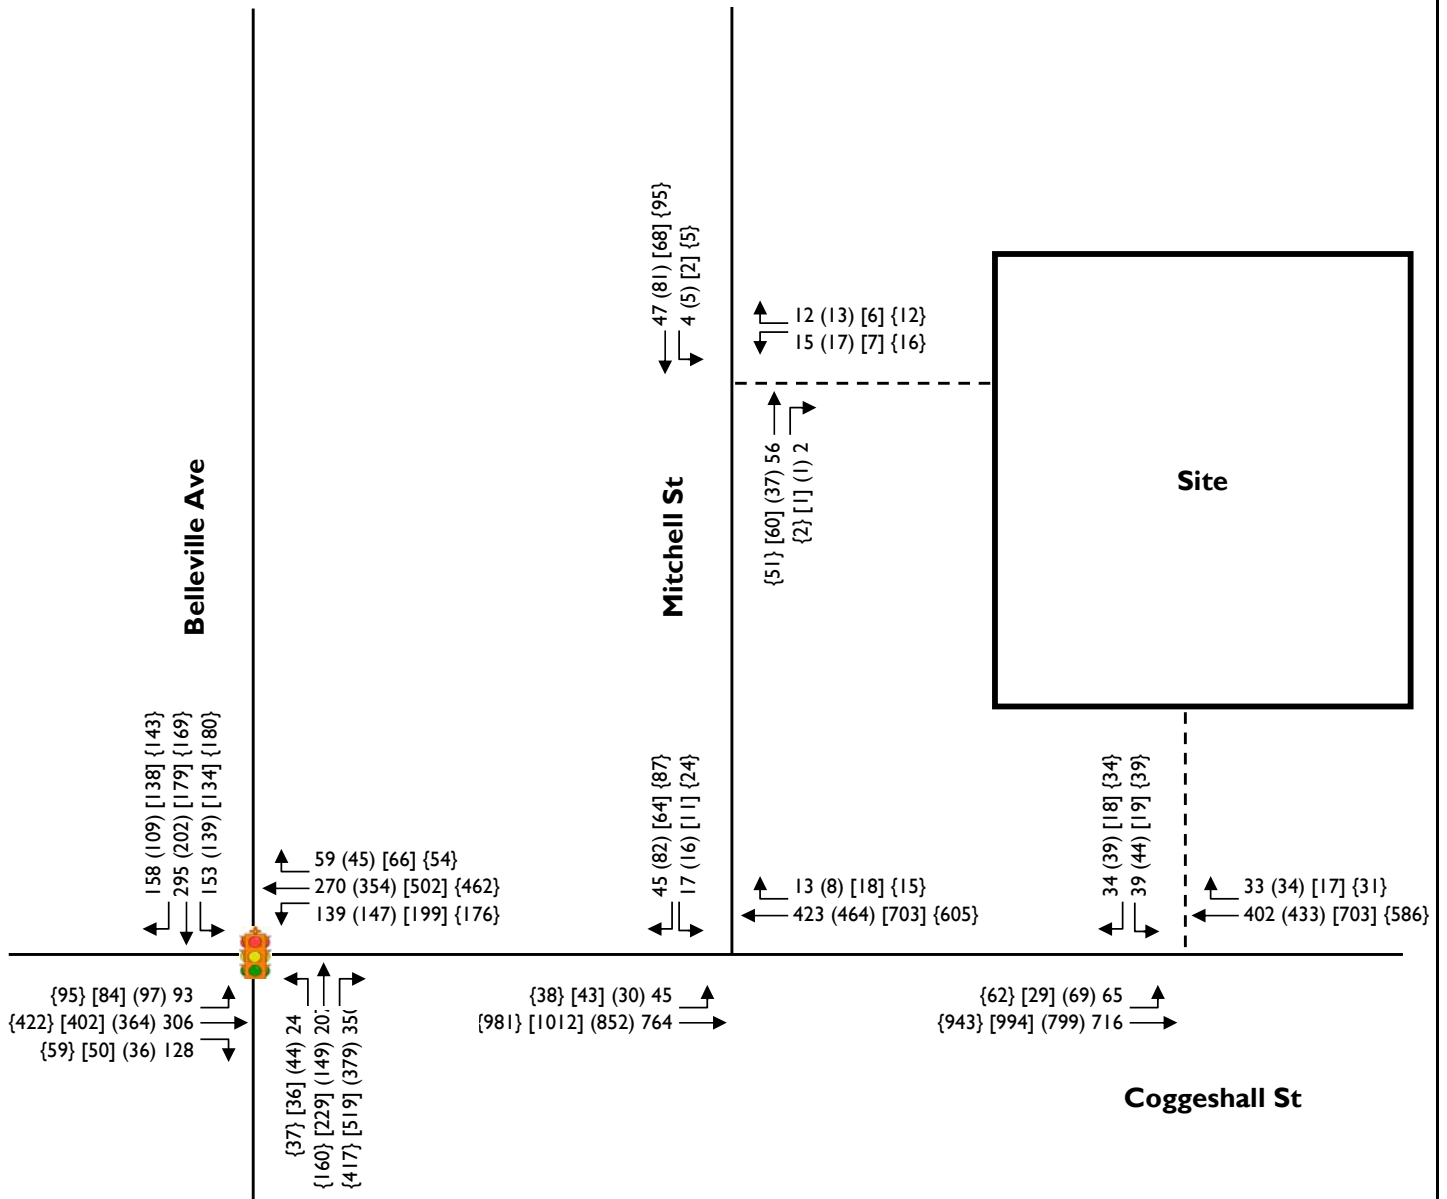 47 (81) [68] {95}
4 (5) [2] {5}
12 (13) [6] {12}
15 (17) [7] {16}
{51} [60] (37) 56
{2} [1] (1) 2
Site
Belleville Ave
Mitchell St
158 (109) [138] {143}
295 (202) [179] {169}
153 (139) [134] {180}
59 (45) [66] {54}
270 (354) [502] {462}
139 (147) [199] {176}
45 (82) [64] {87}
17 (16) [11] {24}
13 (8) [18] {15}
423 (464) [703] {605}
34 (39) [18] {34}
39 (44) [19] {39}
33 (34) [17] {31}
402 (433) [703] {586}
{95} [84] (97) 93
{422} [402] (364) 306
{59} [50] (36) 128
{37} [36] (44) 24
{160} [229] (149)
{417} [519] (379)
{38} [43] (30) 45
{981} [1012] (852) 764
{62} [29] (69) 65
{943} [994] (799) 716
Coggeshall St